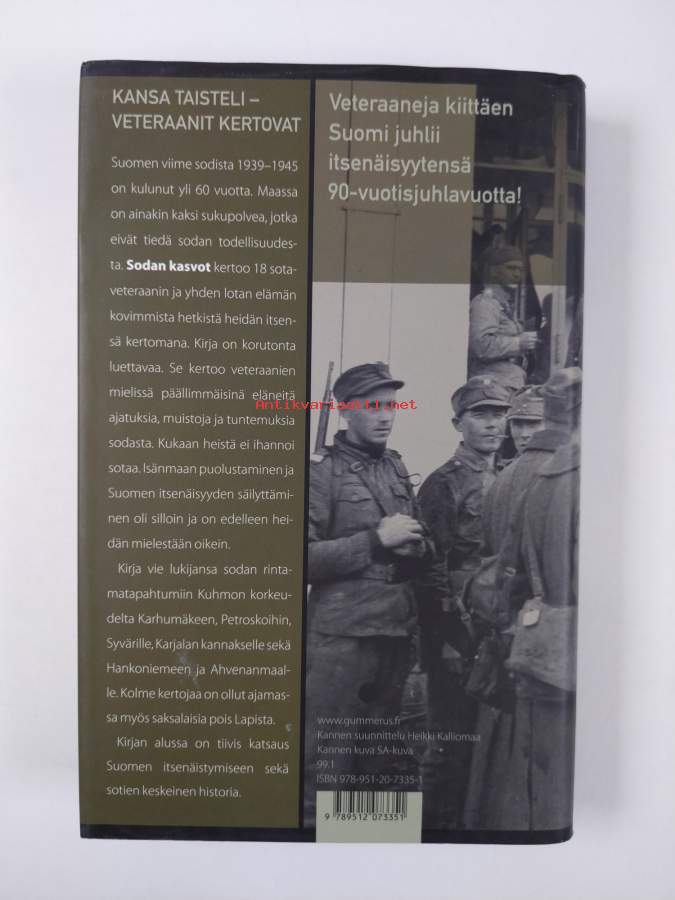 KANSA TAISTELI –
VETERAANIT KERTOVAT
Suomen viime sodista 1939–1945
on kulunut yli 60 vuotta. Maassa
on ainakin kaksi sukupolvea, jotka
eivät tiedä sodan todellisuudes-
ta. Sodan kasvot kertoo 18 sota-
veteraanin ja yhden lotan elämän
kovimmista hetkistä heidän itsen-
sä kertomana. Kirja on korutonta
luettavaa. Se kertoo veteraanien
mielissä päällimmäisinä eläneitä
ajatuksia, muistoja ja tuntemuksia
sodasta. Kukaan heistä ei ihannoi
sotaa. Isänmaan puolustaminen ja
Suomen itsenäisyyden säilyttämi-
nen oli silloin ja on edelleen hei-
dän mielestään oikein.
Kirja vie lukijansa sodan rinta-
matapahtumiin Kuhmon korkeu-
delta Karhumäkeen, Petroskoihin,
Syvärille, Karjalan kannakselle sekä
Hankoniemeen ja Ahvenanmaal-
le. Kolme kertojaa on ollut ajamas-
sa myös saksalaisia pois Lapista.
Kirjan alussa on tiivis katsaus
Suomen itsenäistymiseen sekä
sotien keskeinen historia.
Veteraaneja kiittäen
Suomi juhlii
itsenäisyytensä
90-vuotisjuhlavuotta!
Antikvariaatti.net
www.gummerus.fi
Kannen suunnittelu Heikki Kalliomaa
Kannen kuva SA-kuva
99.1
ISBN 978-951-20-7335-1
9 789512 073351